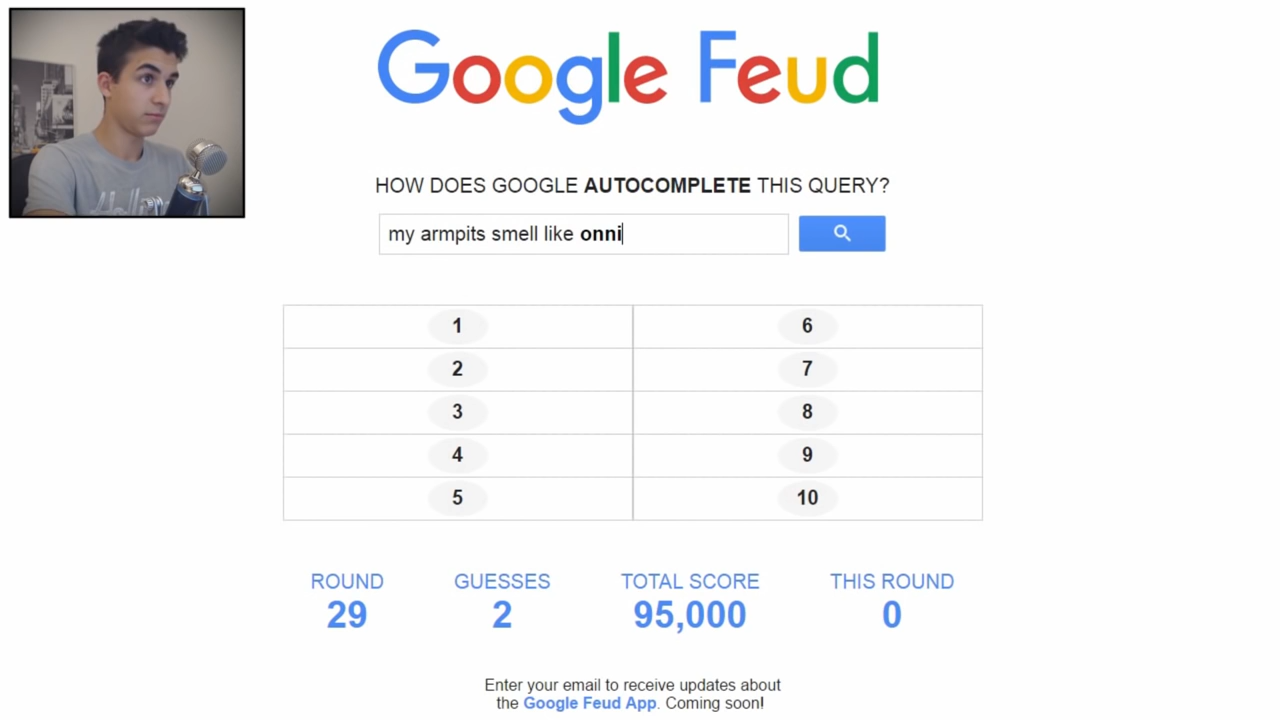 Google Feud
HOW DOES GOOGLE AUTOCOMPLETE THIS QUERY?
my armpits smell like onni
1 6
2 7
3 8
4 9
5 10
ROUND GUESSES TOTAL SCORE THIS ROUND
29 2 95,000 0
Enter your email to receive updates about
the Google Feud App. Coming soon!